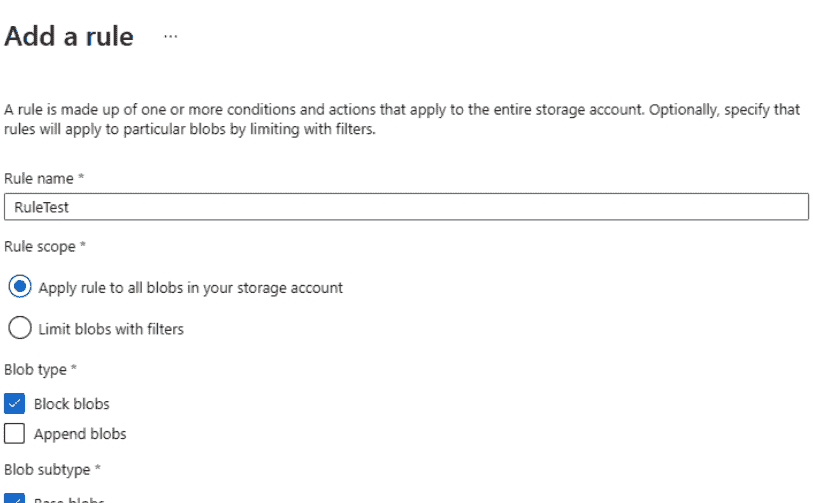 Add a rule ...
A rule is made up of one or more conditions and actions that apply to the entire storage account. Optionally, specify that
rules will apply to particular blobs by limiting with filters.
Rule name *
RuleTest
Rule scope *
Apply rule to all blobs in your storage account
Limit blobs with filters
Blob type *
Block blobs
Append blobs
Blob subtype *
Base blobs